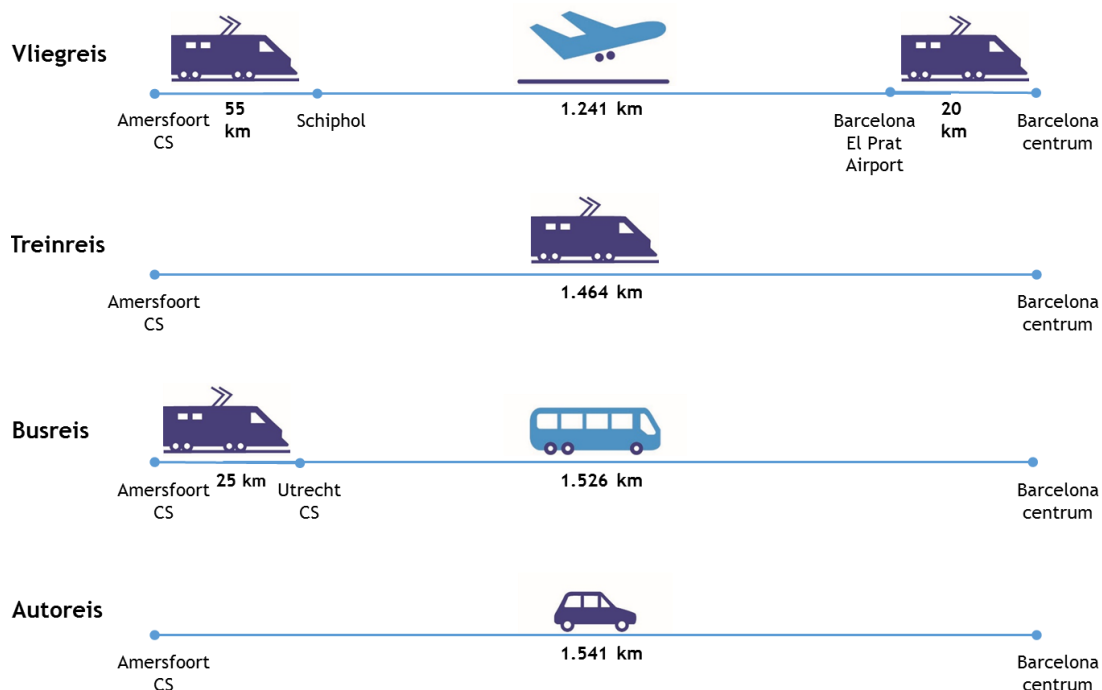 Vliegreis
55
km
1.241 km
20
km
Amersfoort
CS
Schiphol
Barcelona
El Prat
Airport
Barcelona
centrum
Treinreis
1.464 km
Amersfoort
CS
Barcelona
centrum
Busreis
25 km
1.526 km
Amersfoort
CS
Utrecht
CS
Barcelona
centrum
Autoreis
1.541 km
Amersfoort
CS
Barcelona
centrum